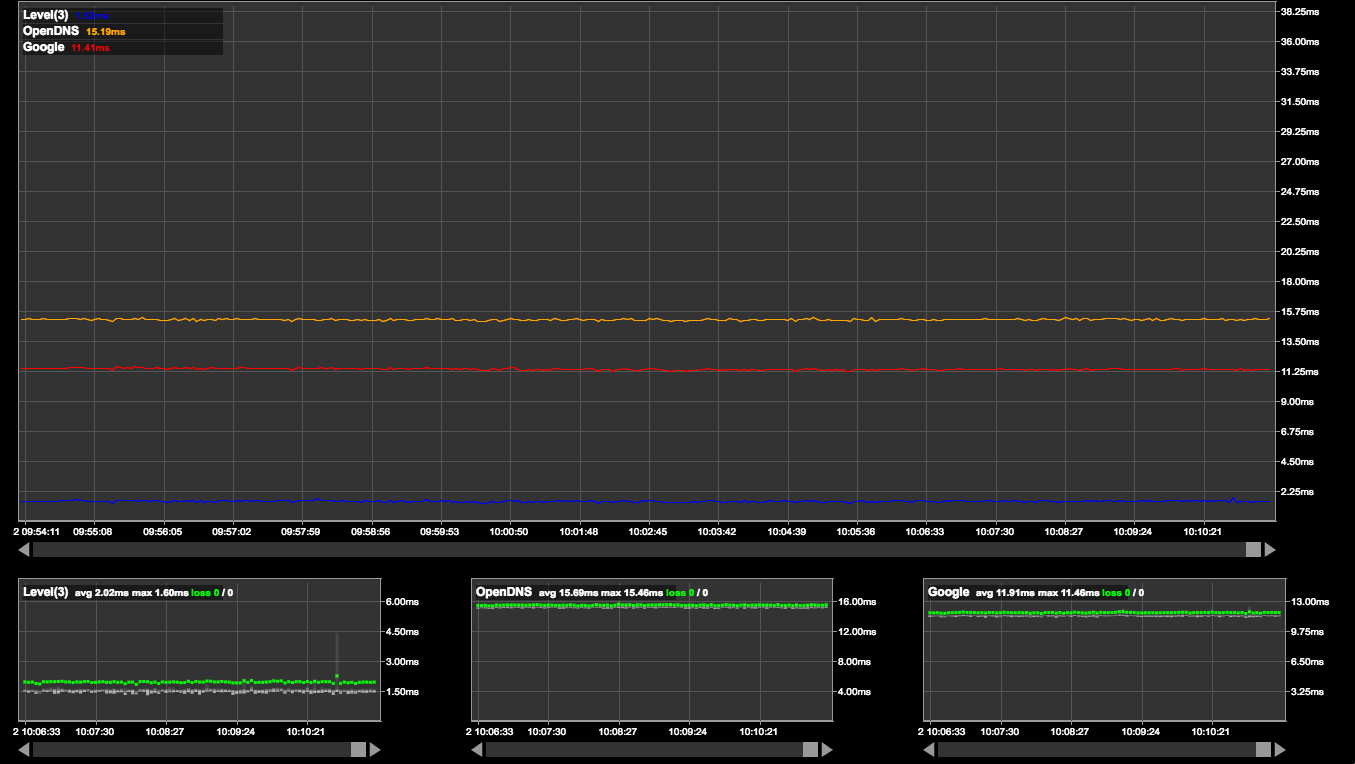 Level(3)
OpenDNS 15.19ms
Google 11.41ms
38.25ms
36.00ms
33.75ms
31.50ms
29.25ms
27.00ms
24.75ms
22.50ms
20.25ms
18.00ms
15.75ms
13.50ms
11.25ms
9.00ms
6.75ms
4.50ms
2.25ms
2 09:54:11 09:55:08 09:56:05 09:57:02 09:57:59 09:58:56 09:59:53 10:00:50 10:01:48 10:02:45 10:03:42 10:04:39 10:05:36 10:06:33 10:07:30 10:08:27 10:09:24 10:10:21
Level(3) avg 2.02ms max 1.60ms loss 0 / 0
6.00ms
4.50ms
3.00ms
1.50ms
2 10:06:33 10:07:30 10:08:27 10:09:24 10:10:21
OpenDNS avg 15.69ms max 15.46ms loss 0 / 0
16.00ms
12.00ms
8.00ms
4.00ms
2 10:06:33 10:07:30 10:08:27 10:09:24 10:10:21
Google avg 11.91ms max 11.46ms loss 0 / 0
13.00ms
9.75ms
6.50ms
3.25ms
2 10:06:33 10:07:30 10:08:27 10:09:24 10:10:21